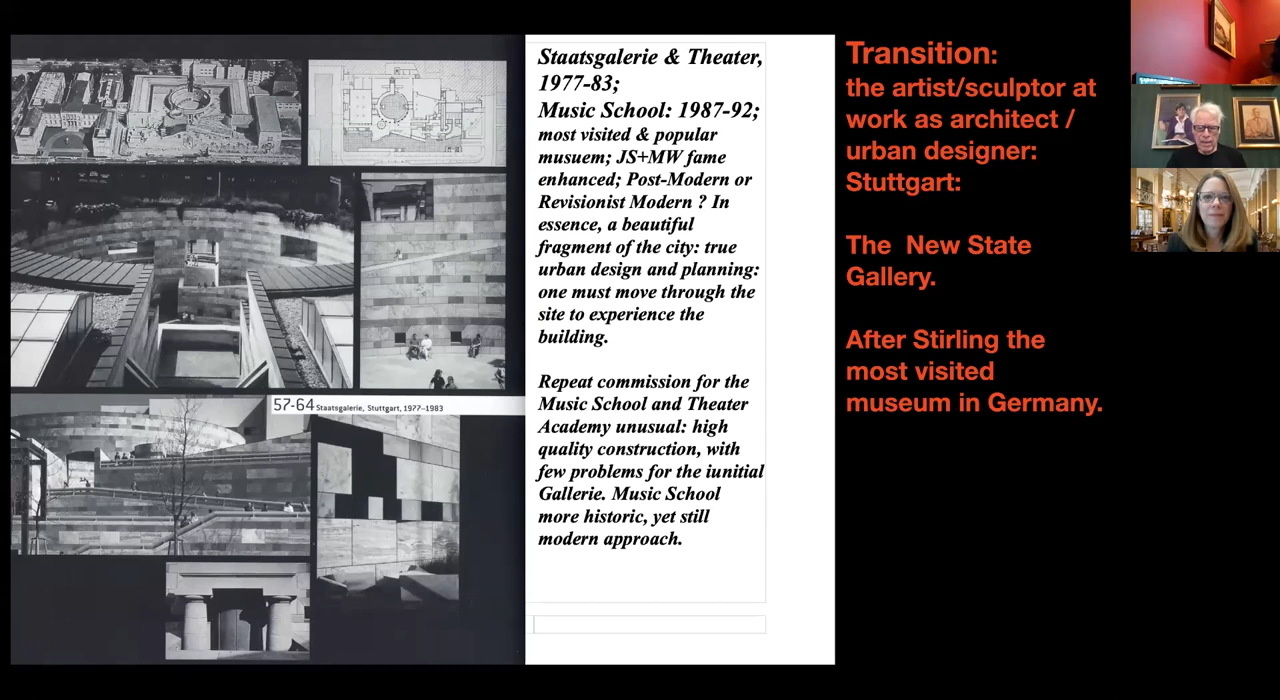 Staatsgalerie & Theater,
1977-83;
Music School: 1987-92;
most visited & popular
musuem; JS+MW fame
enhanced; Post-Modern or
Revisionist Modern ? In
essence, a beautiful
fragment of the city: true
urban design and planning:
one must move through the
site to experience the
building.
Repeat commission for the
Music School and Theater
Academy unusual: high
quality construction, with
few problems for the iunitial
Gallerie. Music School
more historic, yet still
modern approach.
57-64 Staatsgalerie, Stuttgart, 1977–1983
Transition:
the artist/sculptor at
work as architect /
urban designer:
Stuttgart:
The New State
Gallery.
After Stirling the
most visited
museum in Germany.